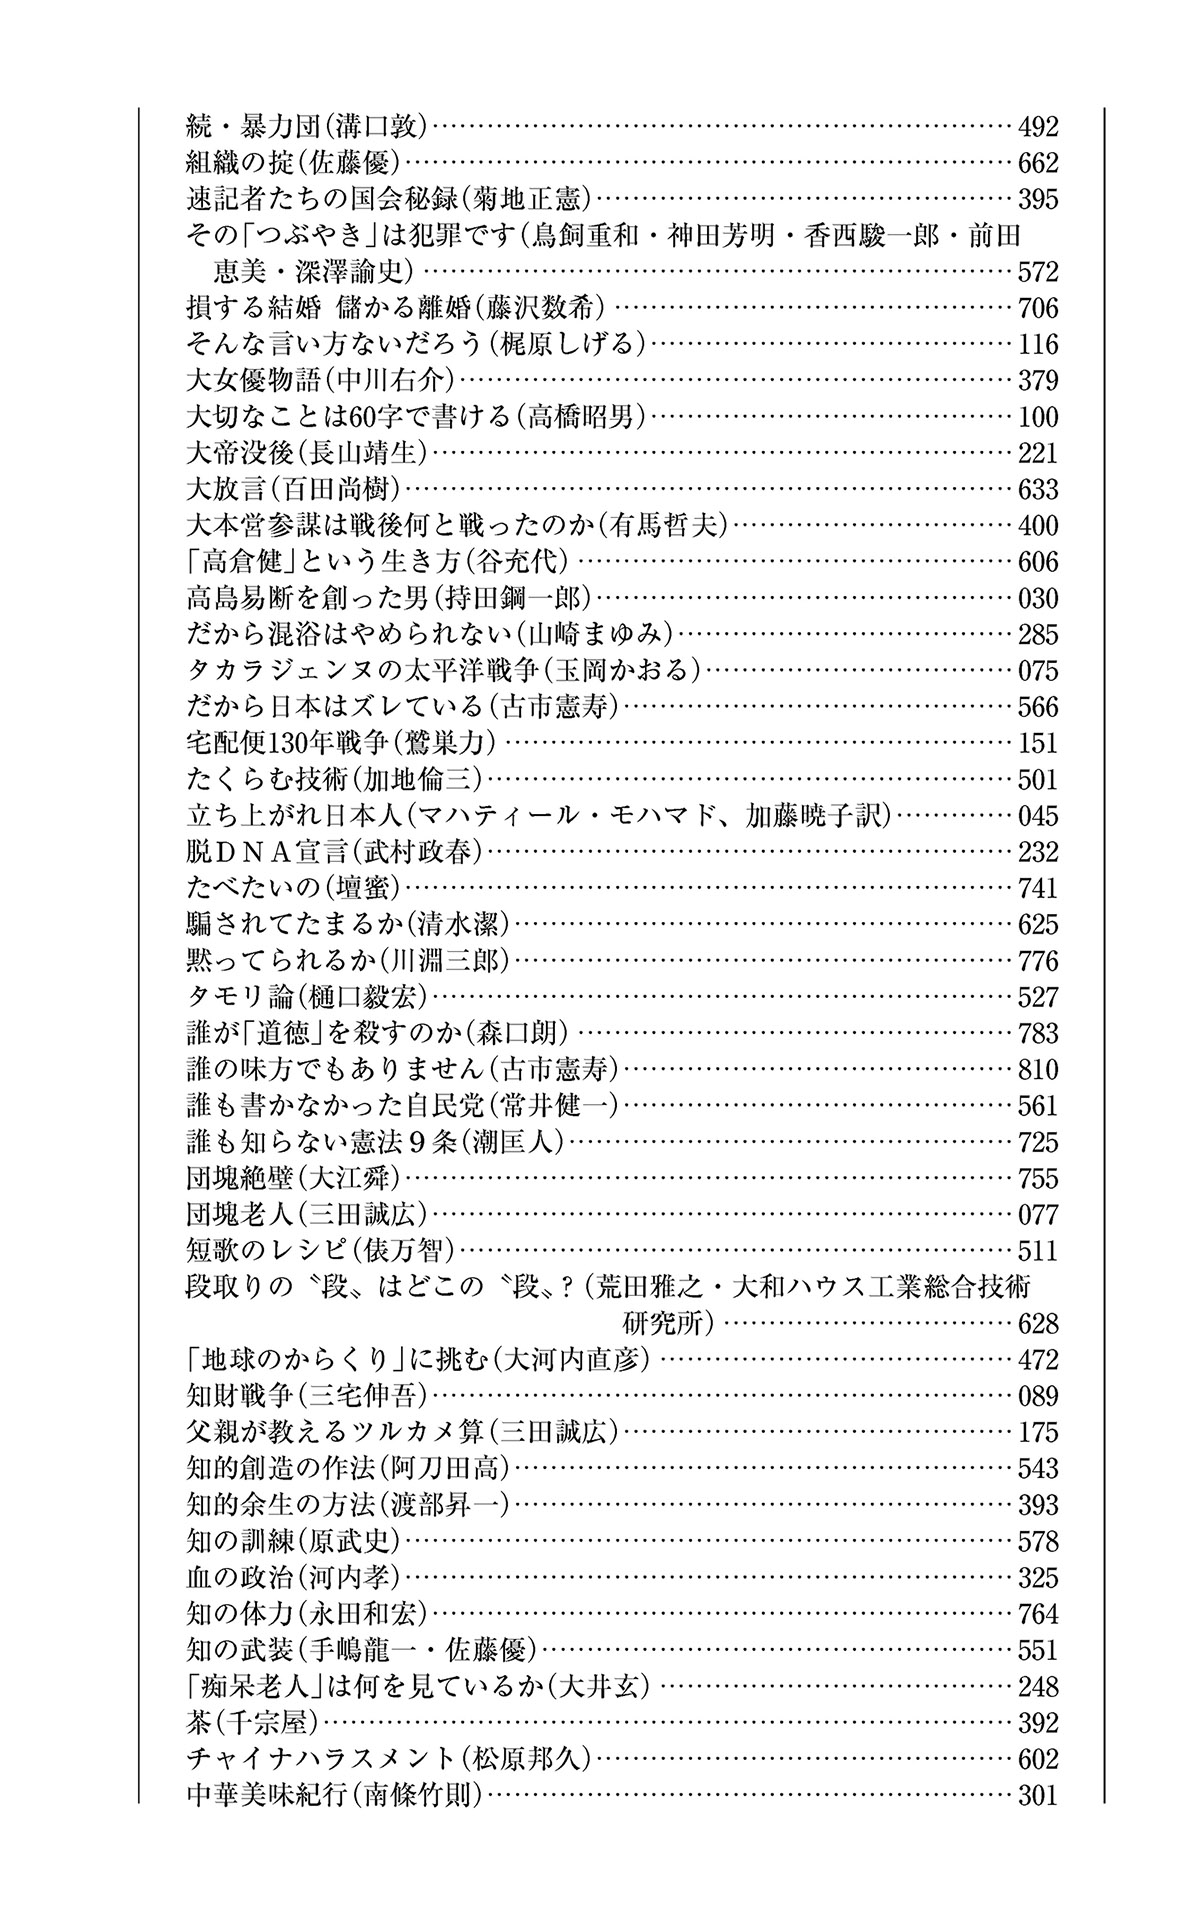 続・暴力団(溝口敦)……………………………………………………492
組織の掟(佐藤優)………………………………………………………662
速記者たちの国会秘録(菊地正憲)……………………………………395
その「つぶやき」は犯罪です(鳥飼重和・神田芳明・香西駿一郎・前田
恵美・深澤諭史)……………………………………………………572
損する結婚 儲かる離婚(藤沢数希)…………………………………706
そんな言い方ないだろう(梶原しげる)………………………………116
大女優物語(中川右介)…………………………………………………379
大切なことは60字で書ける(高橋昭男)………………………………100
大帝没後(長山靖生)……………………………………………………221
大放言(百田尚樹)………………………………………………………633
大本営参謀は戦後何と戦ったのか(有馬哲夫)………………………400
「高倉健」という生き方(谷充代)……………………………………606
高島易断を創った男(持田鋼一郎)……………………………………030
だから混浴はやめられない(山崎まゆみ)……………………………285
タカラジェンヌの太平洋戦争(玉岡かおる)…………………………075
だから日本はズレている(古市憲寿)…………………………………566
宅配便130年戦争(鷲巣力)……………………………………………151
たくらむ技術(加地倫三)………………………………………………501
立ち上がれ日本人(マハティール・モハマド、加藤暁子訳)…………045
脱ＤＮＡ宣言(武村政春)………………………………………………232
たべたいの(壇蜜)………………………………………………………741
騙されてたまるか(清水潔)……………………………………………625
黙ってられるか(川淵三郎)……………………………………………776
タモリ論(樋口毅宏)……………………………………………………527
誰が「道徳」を殺すのか(森口朗)……………………………………783
誰の味方でもありません(古市憲寿)…………………………………810
誰も書かなかった自民党(常井健一)…………………………………561
誰も知らない憲法９条(潮匡人)………………………………………725
団塊絶壁(大江舜)………………………………………………………755
団塊老人(三田誠広)……………………………………………………077
短歌のレシピ(俵万智)…………………………………………………511
段取りの〝段〟はどこの〝段〟?(荒田雅之・大和ハウス工業総合技術
研究所)…………………………628
「地球のからくり」に挑む(大河内直彦)……………………………472
知財戦争(三宅伸吾)……………………………………………………089
父親が教えるツルカメ算(三田誠広)…………………………………175
知的創造の作法(阿刀田高)……………………………………………543
知的余生の方法(渡部昇一)……………………………………………393
知の訓練(原武史)………………………………………………………578
血の政治(河内孝)………………………………………………………325
知の体力(永田和宏)……………………………………………………764
知の武装(手嶋龍一・佐藤優)…………………………………………551
「痴呆老人」は何を見ているか(大井玄)……………………………248
茶(千宗屋)………………………………………………………………392
チャイナハラスメント(松原邦久)……………………………………602
中華美味紀行(南條竹則)………………………………………………301